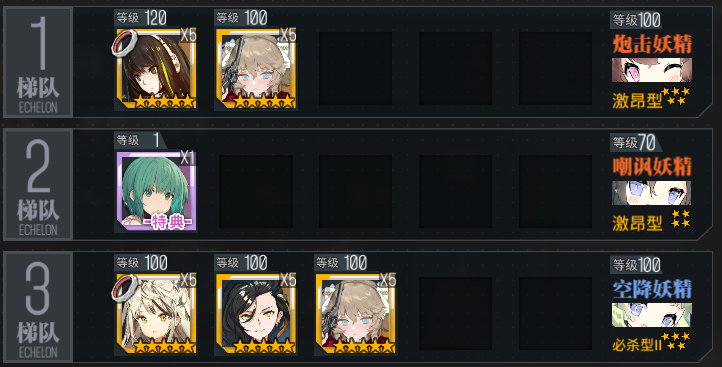 1
梯队
ECHELON
等级 120
X5
等级 100
X5
等级100
炮击妖精
激昂型
2
梯队
ECHELON
等级 1
X1
-特典-
等级70
嘲讽妖精
激昂型
3
梯队
ECHELON
等级 100
X5
等级 100
X5
等级 100
X5
等级100
空降妖精
必杀型II